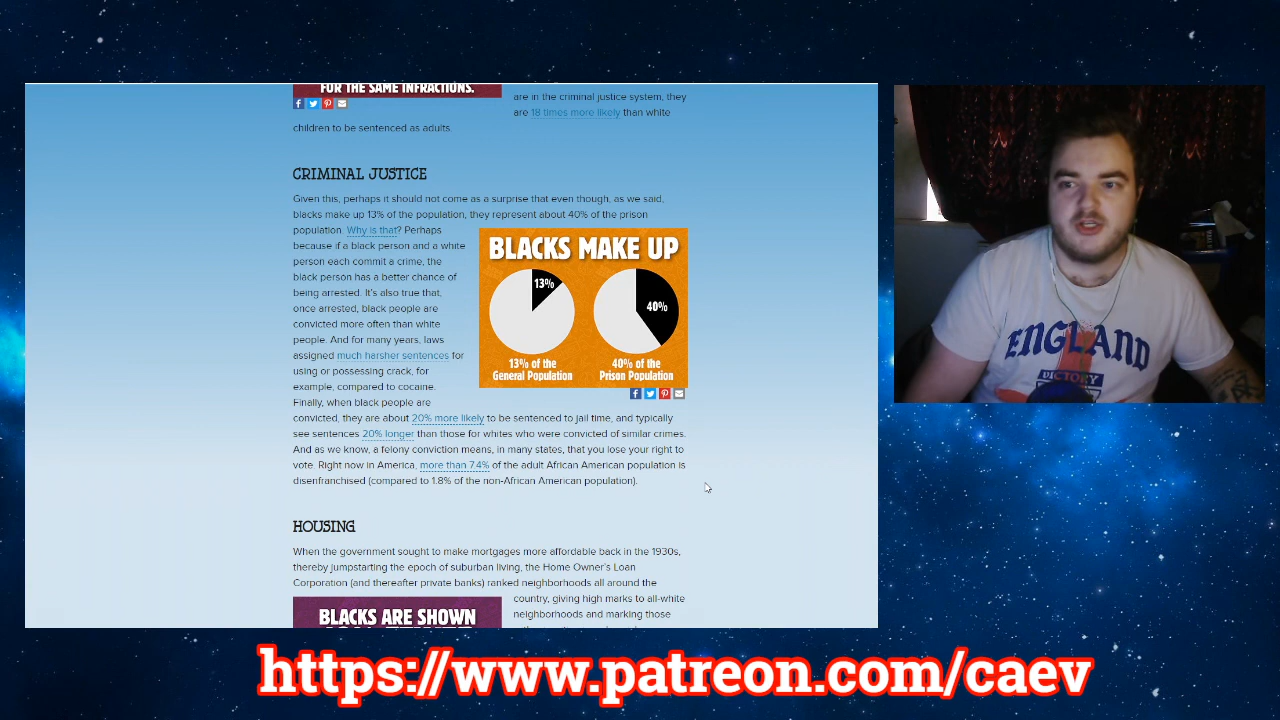 FOR THE SAME INFRACTIONS.
are in the criminal justice system, they
are 18 times more likely than white
children to be sentenced as adults.
CRIMINAL JUSTICE
Given this, perhaps it should not come as a surprise that even though, as we said,
blacks make up 13% of the population, they represent about 40% of the prison
population. Why is that? Perhaps
because if a black person and a white
person each commit a crime, the
black person has a better chance of
being arrested. It's also true that,
once arrested, black people are
convicted more often than white
people. And for many years, laws
assigned much harsher sentences for
using or possessing crack, for
example, compared to cocaine.
Finally, when black people are
convicted, they are about 20% more likely to be sentenced to jail time, and typically
see sentences 20% longer than those for whites who were convicted of similar crimes.
And as we know, a felony conviction means, in many states, that you lose your right to
vote. Right now in America, more than 7.4% of the adult African American population is
disenfranchised (compared to 1.8% of the non-African American population).
BLACKS MAKE UP
13%
40%
13% of the
General Population
40% of the
Prison Population
HOUSING
When the government sought to make mortgages more affordable back in the 1930s,
thereby jumpstarting the epoch of suburban living, the Home Owner's Loan
Corporation (and thereafter private banks) ranked neighborhoods all around the
country, giving high marks to all-white
neighborhoods and marking those
BLACKS ARE SHOWN
ENGLAND
VICTORY
https://www.patreon.com/caev